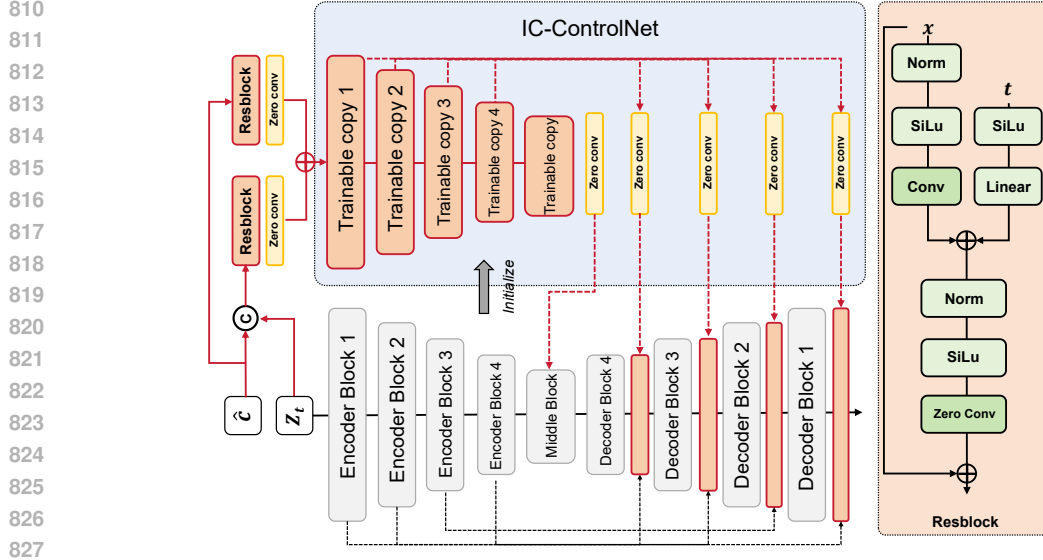 810
811
812
813
814
815
816
817
818
819
820
821
822
823
824
825
826
827
IC-ControlNet
Resblock
Zero conv
Resblock
Zero conv
Trainable copy 1
Trainable copy 2
Trainable copy 3
Trainable copy 4
Trainable copy
Zero conv
Zero conv
Zero conv
Zero conv
Zero conv
Initialize
C
ĉ
Z_t
Encoder Block 1
Encoder Block 2
Encoder Block 3
Encoder Block 4
Middle Block
Decoder Block 4
Decoder Block 3
Decoder Block 2
Decoder Block 1
x
Norm
t
SiLu
SiLu
Conv
Linear
Norm
SiLu
Zero Conv
Resblock